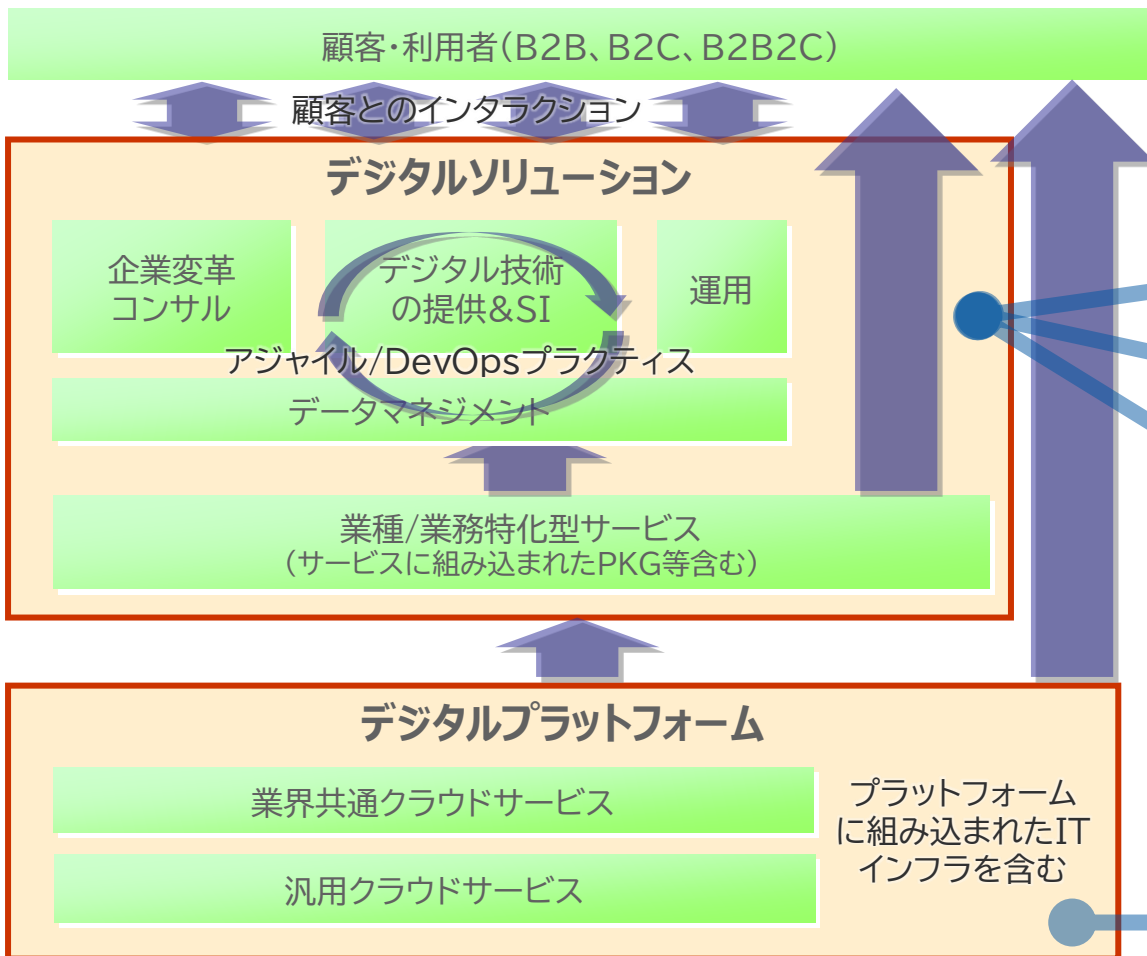 顧客・利用者(B2B、B2C、B2B2C)
顧客とのインタラクション
デジタルソリューション
企業変革
コンサル
デジタル技術
の提供&SI
運用
アジャイル/DevOpsプラクティス
データマネジメント
業種/業務特化型サービス
(サービスに組み込まれたPKG等含む)
デジタルプラットフォーム
業界共通クラウドサービス
汎用クラウドサービス
プラットフォーム
に組み込まれたIT
インフラを含む